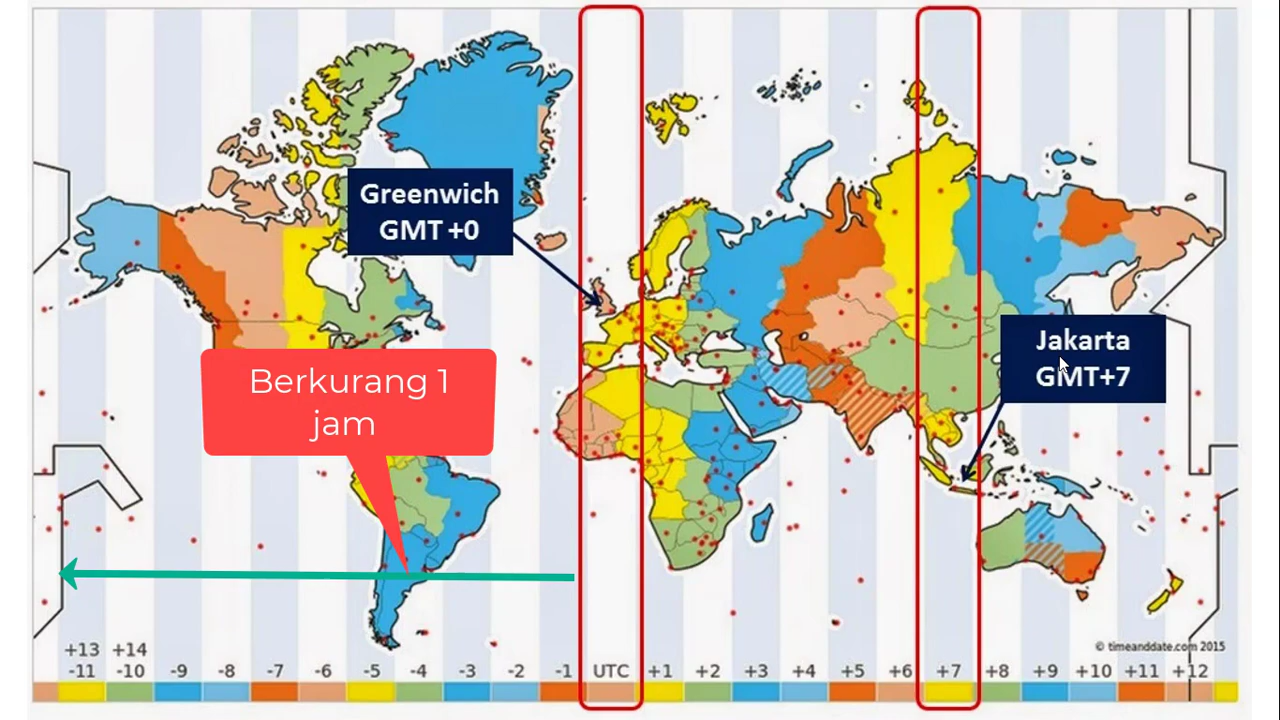 Greenwich
GMT +0
Jakarta
GMT+7
Berkurang 1
jam
© timeanddate.com 2015
+13 +14
-11 -10 -9 -8 -7 -6 -5 -4 -3 -2 -1 UTC +1 +2 +3 +4 +5 +6 +7 +8 +9 +10 +11 +12